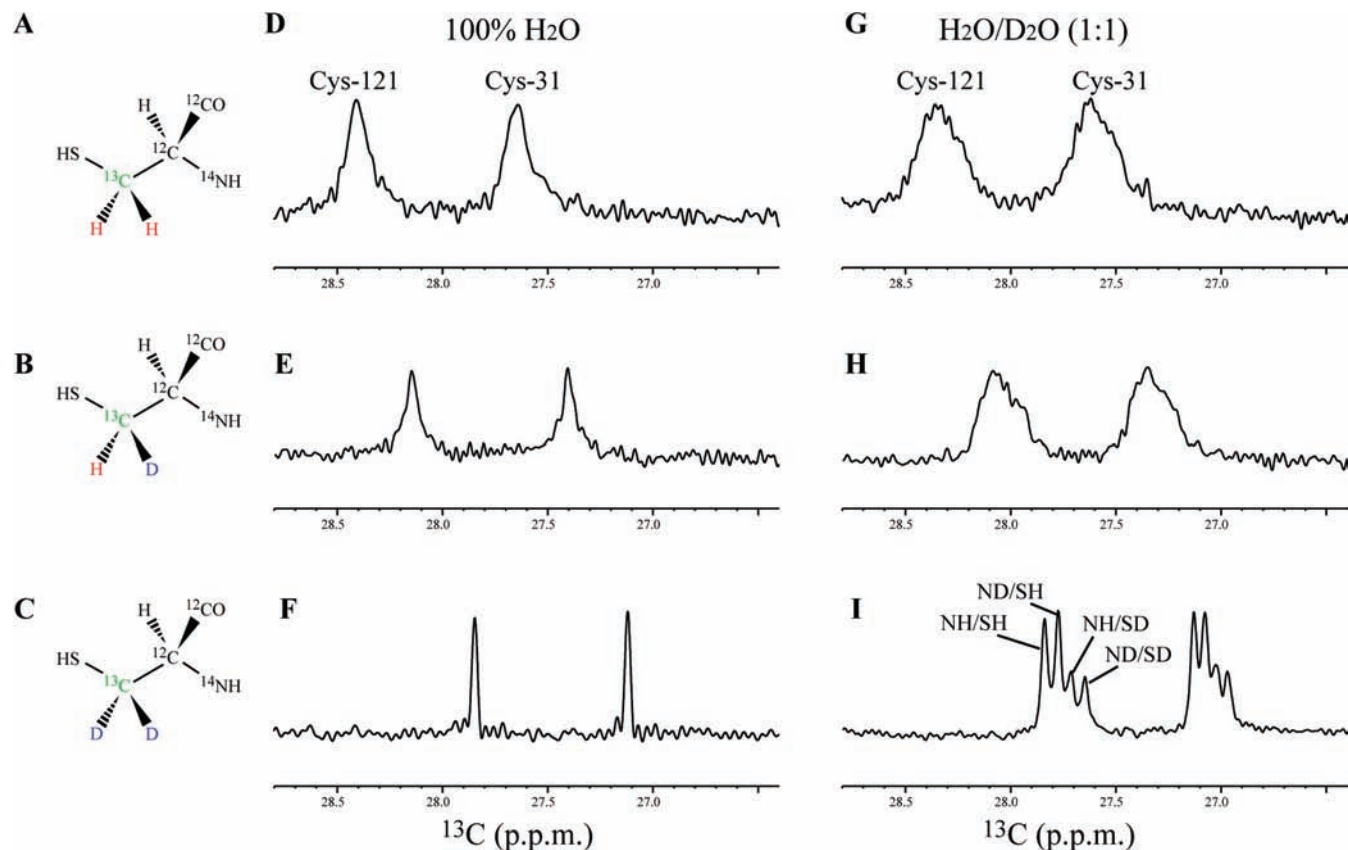 A
H
¹²CO
HS
¹²C
¹³C
¹⁴NH
H
H
D
100% H₂O
Cys-121
Cys-31
28.5
28.0
27.5
27.0
G
H₂O/D₂O (1:1)
Cys-121
Cys-31
28.5
28.0
27.5
27.0
B
H
¹²CO
HS
¹²C
¹³C
¹⁴NH
H
D
E
28.5
28.0
27.5
27.0
H
28.5
28.0
27.5
27.0
C
H
¹²CO
HS
¹²C
¹³C
¹⁴NH
D
D
F
28.5
28.0
27.5
27.0
¹³C (p.p.m.)
I
ND/SH
NH/SH
NH/SD
ND/SD
28.5
28.0
27.5
27.0
¹³C (p.p.m.)